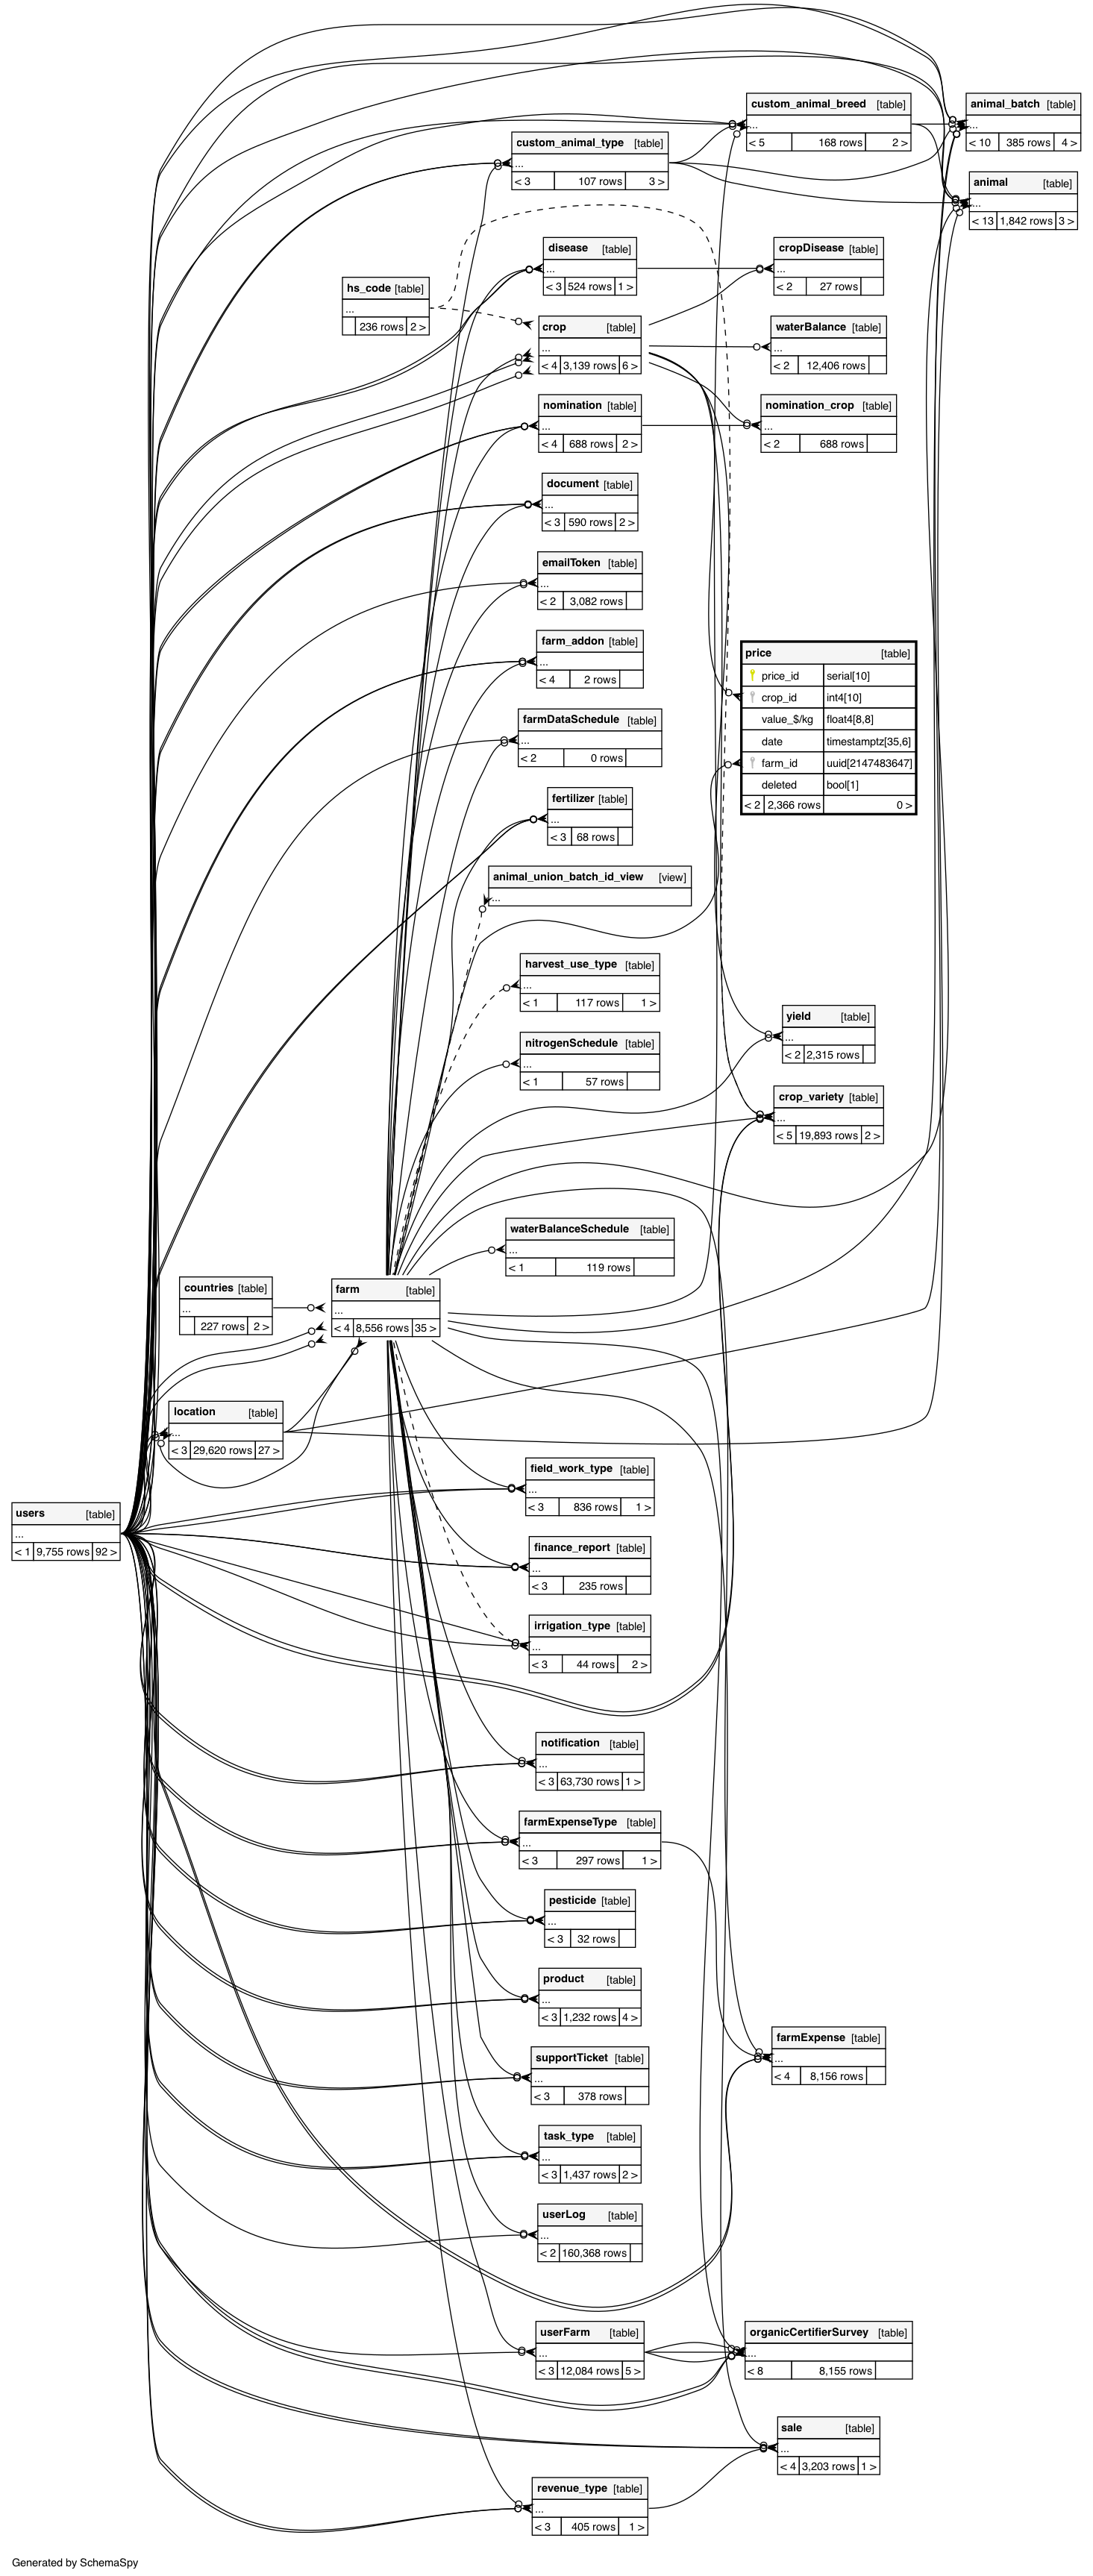 custom_animal_breed [table]
...
< 5 168 rows 2 >
animal_batch [table]
...
< 10 385 rows 4 >
custom_animal_type [table]
...
< 3 107 rows 3 >
animal [table]
...
< 13 1,842 rows 3 >
disease [table]
...
< 3 524 rows 1 >
cropDisease [table]
...
< 2 27 rows
hs_code [table]
...
236 rows 2 >
crop [table]
...
< 4 3,139 rows 6 >
waterBalance [table]
...
< 2 12,406 rows
nomination [table]
...
< 4 688 rows 2 >
nomination_crop [table]
...
< 2 688 rows
document [table]
...
< 3 590 rows 2 >
emailToken [table]
...
< 2 3,082 rows
farm_addon [table]
...
< 4 2 rows
price [table]
price_id serial[10]
crop_id int4[10]
value_$/kg float4[8,8]
date timestamptz[35,6]
farm_id uuid[2147483647]
deleted bool[1]
< 2 2,366 rows 0 >
farmDataSchedule [table]
...
< 2 0 rows
fertilizer [table]
...
< 3 68 rows
animal_union_batch_id_view [view]
...
harvest_use_type [table]
...
< 1 117 rows 1 >
yield [table]
...
< 2 2,315 rows
nitrogenSchedule [table]
...
< 1 57 rows
crop_variety [table]
...
< 5 19,893 rows 2 >
waterBalanceSchedule [table]
...
< 1 119 rows
countries [table]
...
227 rows 2 >
farm [table]
...
< 4 8,556 rows 35 >
location [table]
...
< 3 29,620 rows 27 >
field_work_type [table]
...
< 3 836 rows 1 >
users [table]
...
< 1 9,755 rows 92 >
finance_report [table]
...
< 3 235 rows
irrigation_type [table]
...
< 3 44 rows 2 >
notification [table]
...
< 3 63,730 rows 1 >
farmExpenseType [table]
...
< 3 297 rows 1 >
pesticide [table]
...
< 3 32 rows
product [table]
...
< 3 1,232 rows 4 >
farmExpense [table]
...
< 4 8,156 rows
supportTicket [table]
...
< 3 378 rows
task_type [table]
...
< 3 1,437 rows 2 >
userLog [table]
...
< 2 160,368 rows
userFarm [table]
...
< 3 12,084 rows 5 >
organicCertifierSurvey [table]
...
< 8 8,155 rows
sale [table]
...
< 4 3,203 rows 1 >
revenue_type [table]
...
< 3 405 rows 1 >
Generated by SchemaSpy